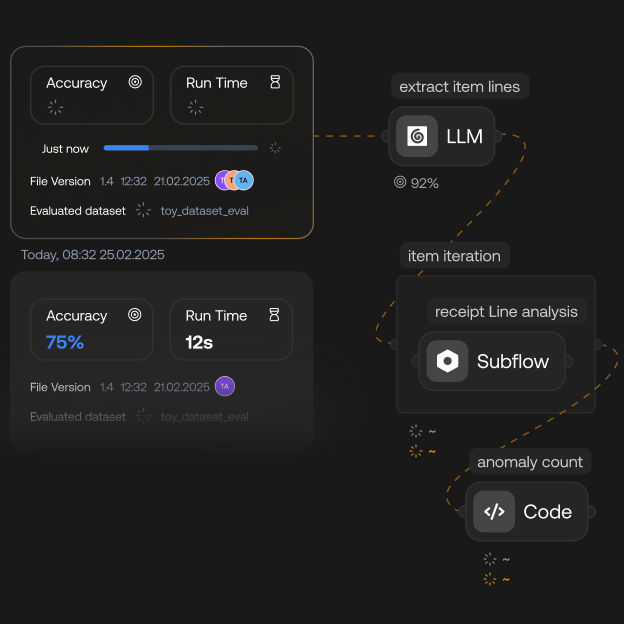 Accuracy
Run Time
Just now
File Version 1.4 12:32 21.02.2025 T T TA
Evaluated dataset toy_dataset_eval
Today, 08:32 25.02.2025
Accuracy
75%
Run Time
12s
File Version 1.4 12:32 21.02.2025 TA
Evaluated dataset toy_dataset_eval
extract item lines
LLM
92%
item iteration
receipt Line analysis
Subflow
~
~
anomaly count
</> Code
~
~